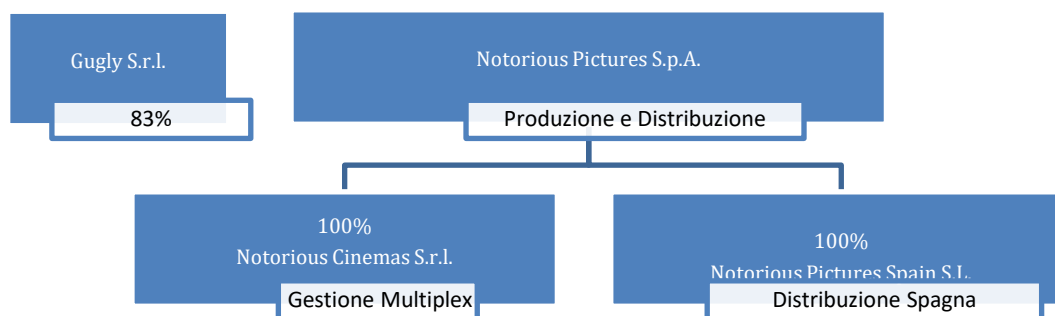 Gugly S.r.l.
83%
Notorious Pictures S.p.A.
Produzione e Distribuzione
100%
Notorious Cinemas S.r.l.
Gestione Multiplex
100%
Notorious Pictures Spain S.L.
Distribuzione Spagna